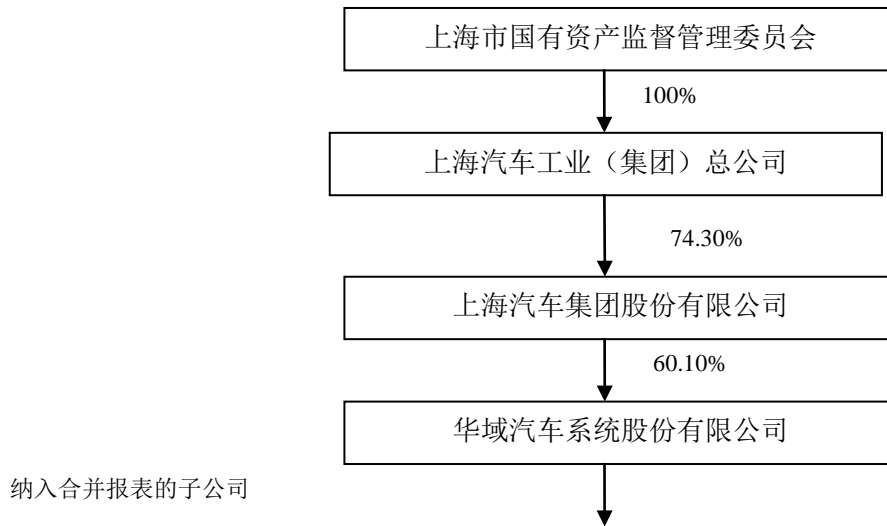 上海市国有资产监督管理委员会
100%
上海汽车工业（集团）总公司
74.30%
上海汽车集团股份有限公司
60.10%
华域汽车系统股份有限公司
纳入合并报表的子公司